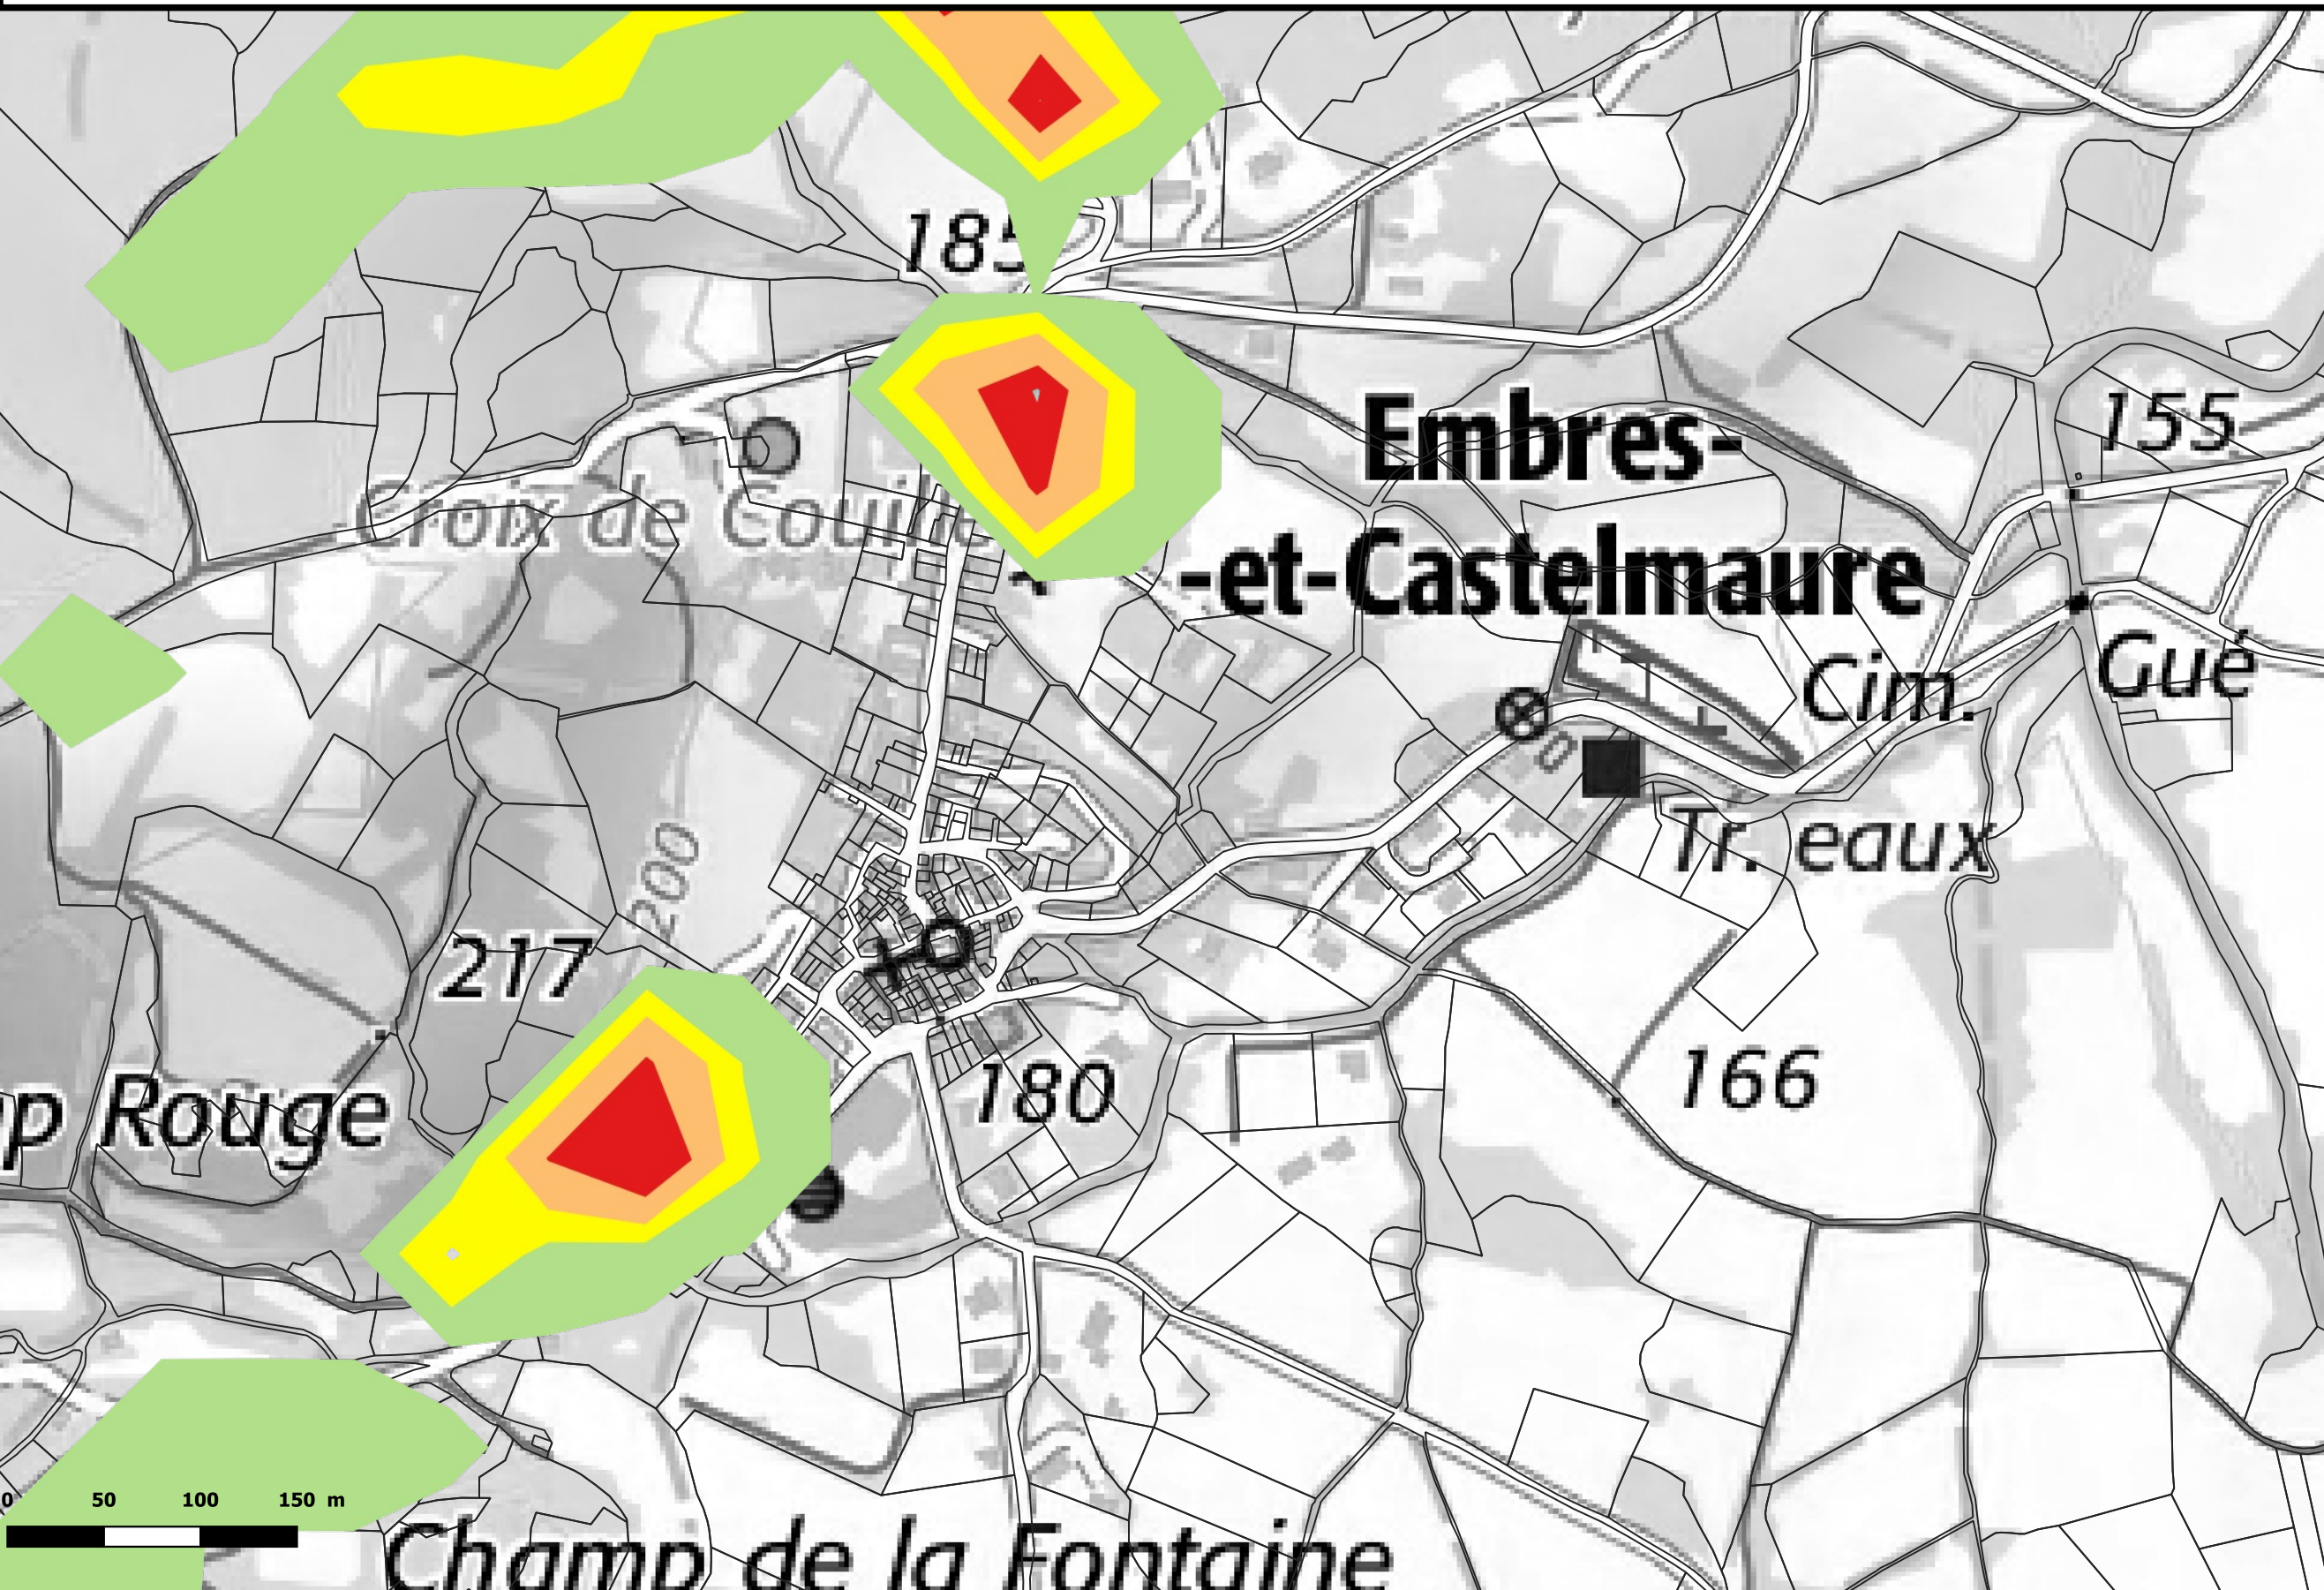 185
Embres-
155
Croix de
-et-Castelmaure
Cim.
Gué
Tr. eaux
200
217
180
166
Rouge
0 50 100 150 m
Champ de la Fontaine